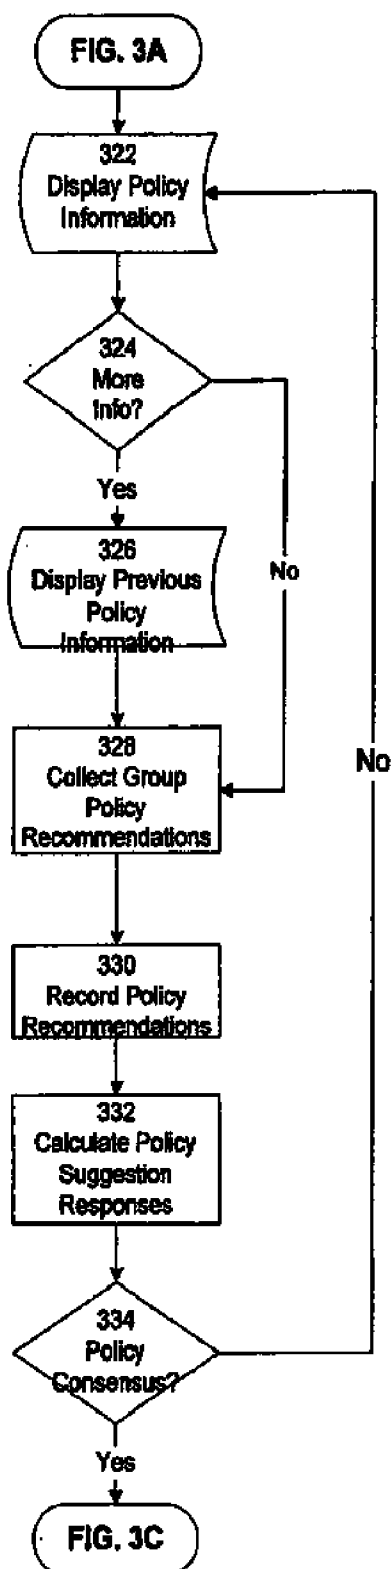 FIG. 3A
322
Display Policy
Information
324
More
Info?
Yes
No
326
Display Previous
Policy
Information
328
Collect Group
Policy
Recommendations
No
330
Record Policy
Recommendations
332
Calculate Policy
Suggestion
Responses
334
Policy
Consensus?
Yes
FIG. 3C